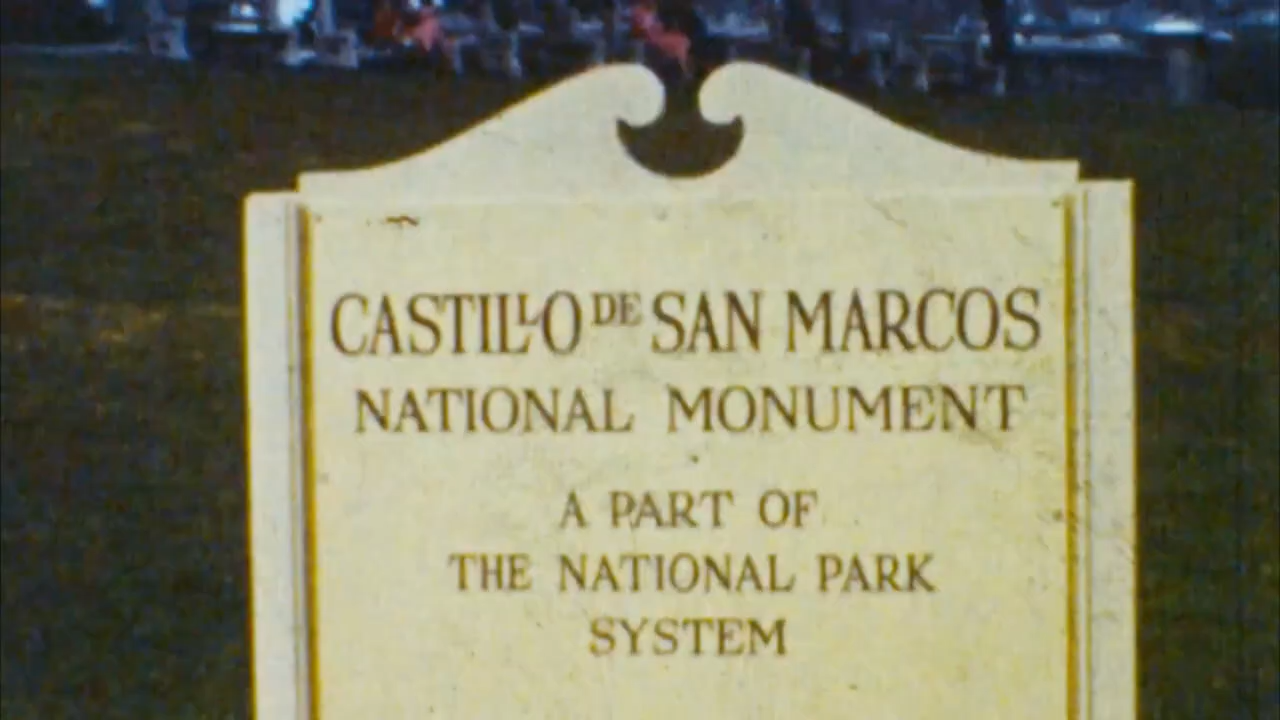 CASTILLO DE SAN MARCOS
NATIONAL MONUMENT
A PART OF
THE NATIONAL PARK
SYSTEM